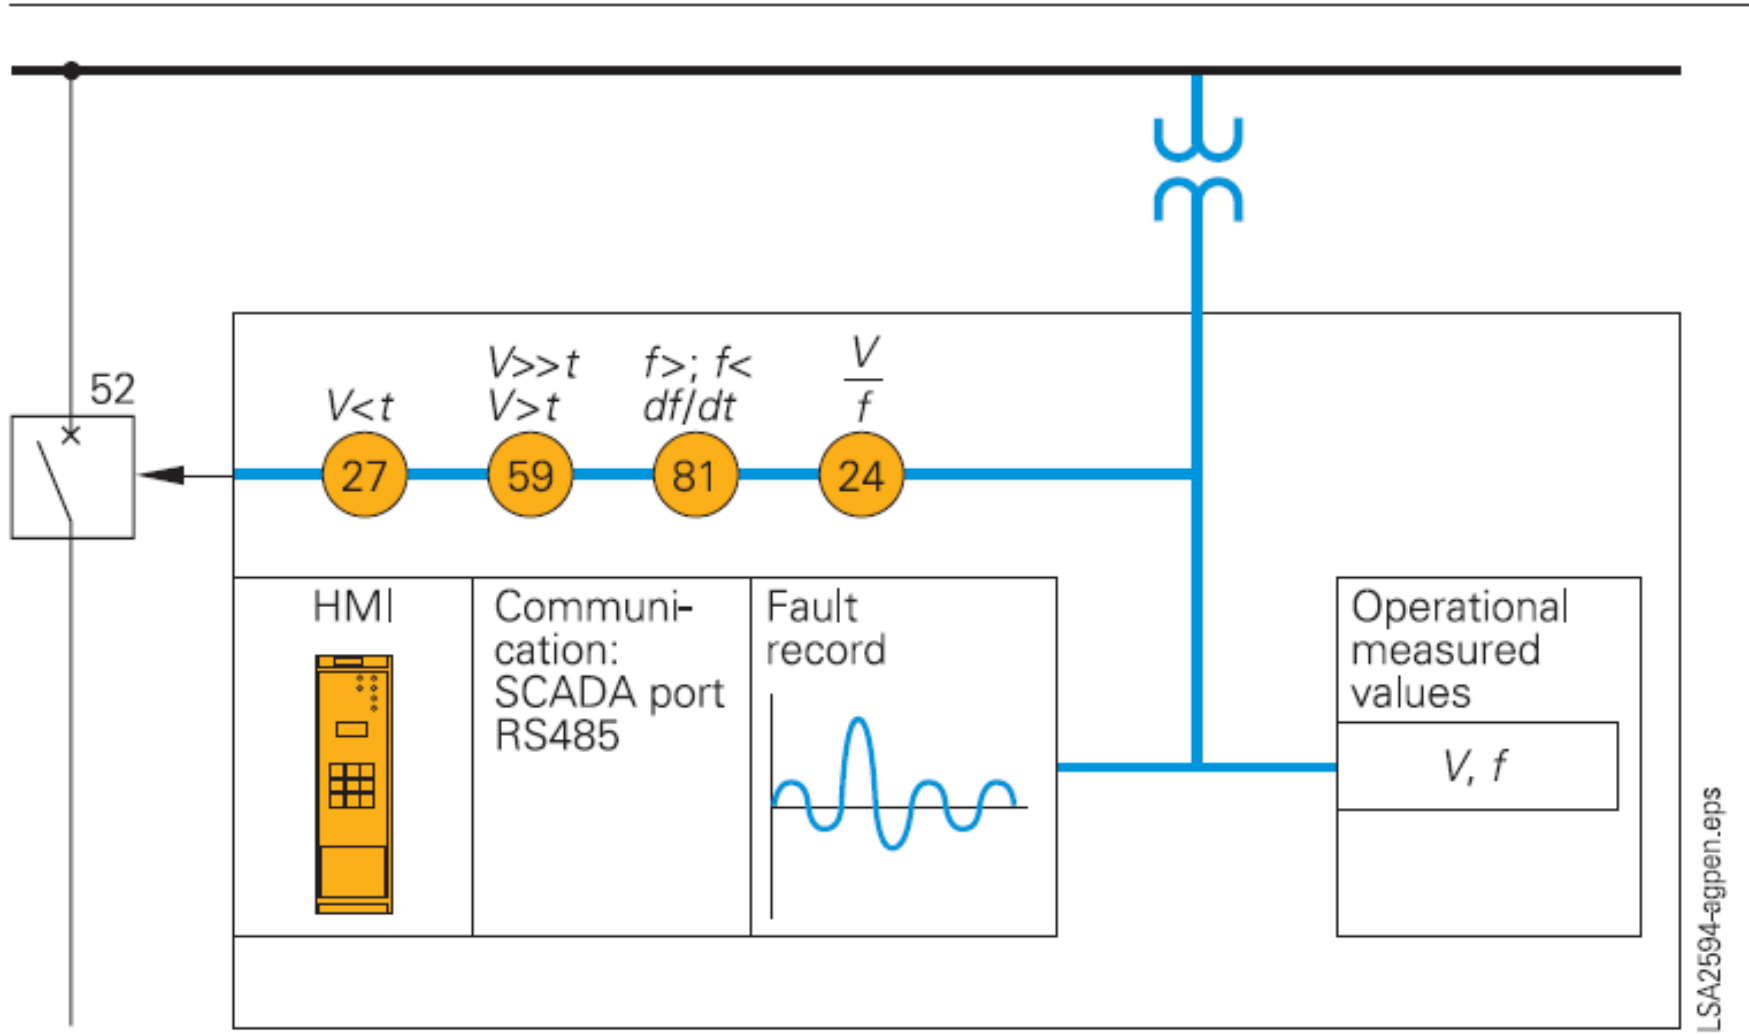 52
V<t
V>>t
V>t
f>; f<
df/dt
V
f
27
59
81
24
HMI
Communi-
cation:
SCADA port
RS485
Fault
record
Operational
measured
values
V, f
LSA2594-agpen.eps